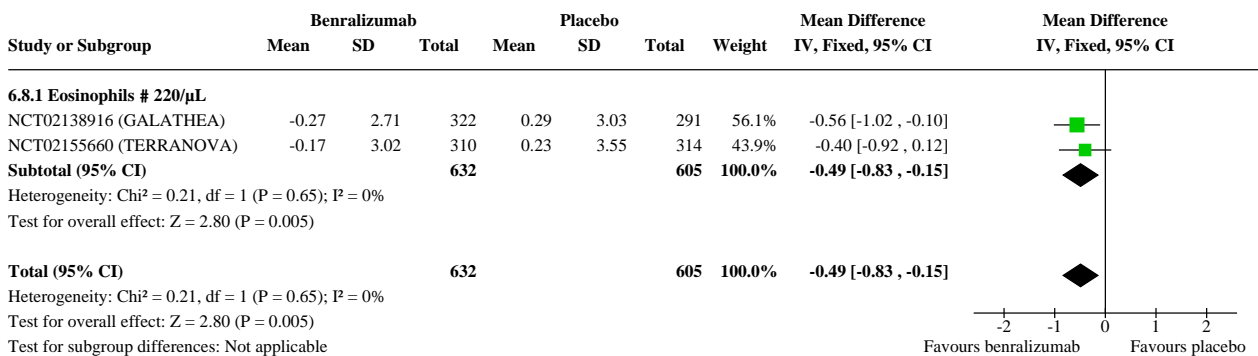 Benralizumab Placebo Mean Difference Mean Difference
Study or Subgroup Mean SD Total Mean SD Total Weight IV, Fixed, 95% CI IV, Fixed, 95% CI
6.8.1 Eosinophils # 220/µL
NCT02138916 (GALATHEA) -0.27 2.71 322 0.29 3.03 291 56.1% -0.56 [-1.02 , -0.10]
NCT02155660 (TERRANOVA) -0.17 3.02 310 0.23 3.55 314 43.9% -0.40 [-0.92 , 0.12]
Subtotal (95% CI) 632 605 100.0% -0.49 [-0.83 , -0.15]
Heterogeneity: Chi² = 0.21, df = 1 (P = 0.65); I² = 0%
Test for overall effect: Z = 2.80 (P = 0.005)
Total (95% CI) 632 605 100.0% -0.49 [-0.83 , -0.15]
Heterogeneity: Chi² = 0.21, df = 1 (P = 0.65); I² = 0%
Test for overall effect: Z = 2.80 (P = 0.005)
-2 -1 0 1 2
Test for subgroup differences: Not applicable Favours benralizumab Favours placebo